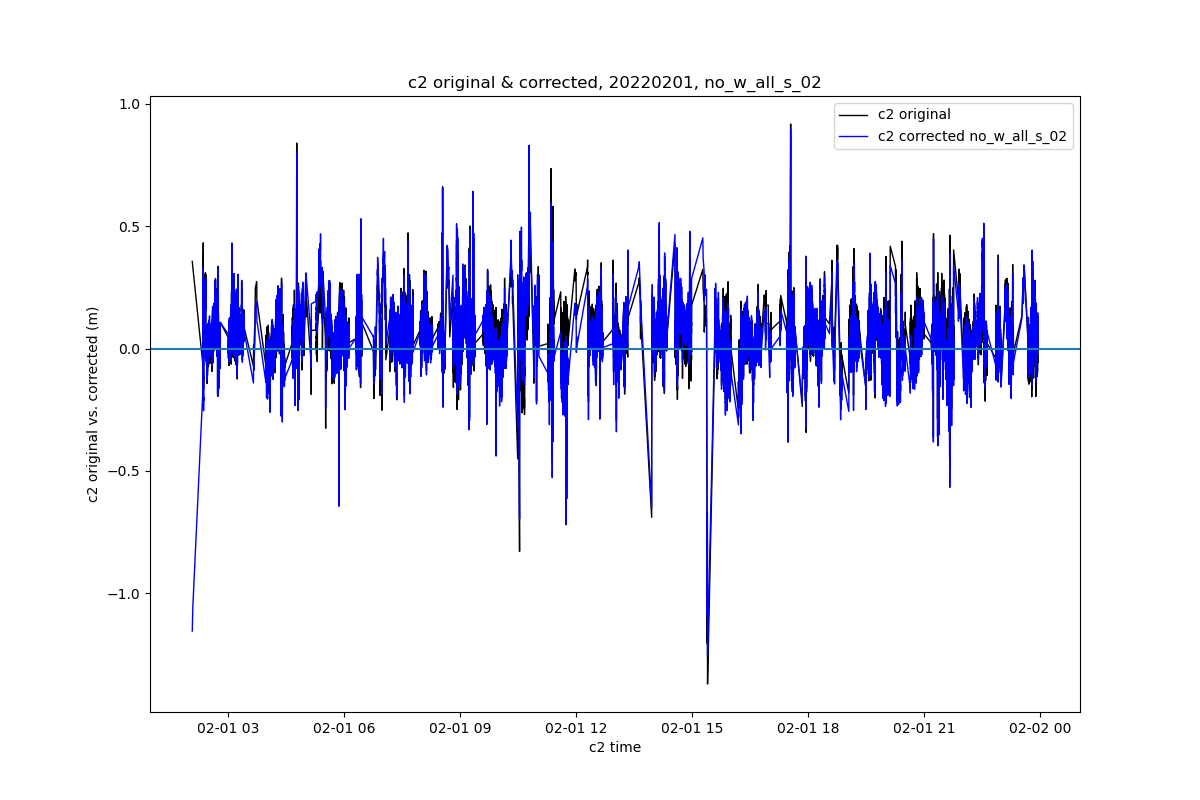 c2 original & corrected, 20220201, no_w_all_s_02
c2 original
c2 corrected no_w_all_s_02
1.0
0.5
0.0
−0.5
−1.0
c2 original vs. corrected (m)
02-01 03
02-01 06
02-01 09
02-01 12
02-01 15
02-01 18
02-01 21
02-02 00
c2 time